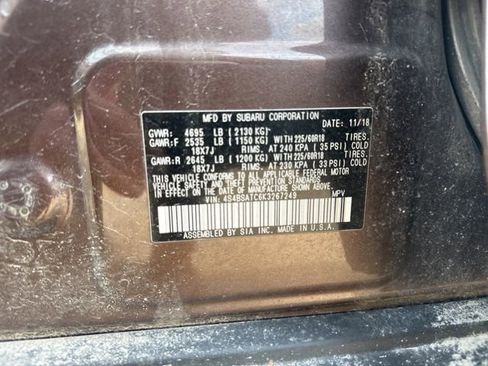 MFD BY SUBARU CORPORATION DATE: 11/18
GVWR: 4695 LB ( 2130 KG)
GAWR:F 2535 LB ( 1150 KG) WITH 225/60R18 TIRES.
18X7J RIMS. AT 240 KPA ( 35 PSI) COLD
GAWR:R 2645 LB ( 1200 KG) WITH 225/60R18 TIRES.
18X7J RIMS. AT 230 KPA ( 33 PSI) COLD
THIS VEHICLE CONFORMS TO ALL APPLICABLE FEDERAL MOTOR
VEHICLE SAFETY STANDARDS IN EFFECT ON THE
DATE OF MANUFACTURE SHOWN ABOVE.
VIN: 4S4BSATC6K3267249 MPV
ASSEMBLED BY SIA INC. MADE IN U.S.A.